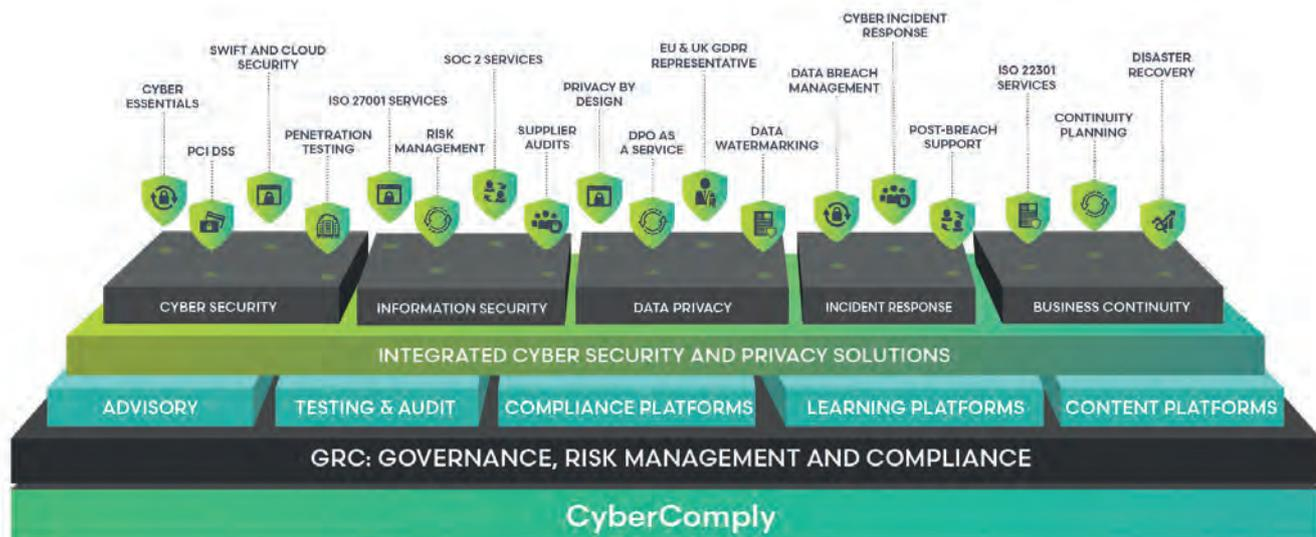 CYBER
ESSENTIALS
PCI DSS
SWIFT AND CLOUD
SECURITY
PENETRATION
TESTING
ISO 27001 SERVICES
RISK
MANAGEMENT
SOC 2 SERVICES
SUPPLIER
AUDITS
PRIVACY BY
DESIGN
DPO AS
A SERVICE
EU & UK GDPR
REPRESENTATIVE
DATA
WATERMARKING
DATA BREACH
MANAGEMENT
CYBER INCIDENT
RESPONSE
POST-BREACH
SUPPORT
ISO 22301
SERVICES
CONTINUITY
PLANNING
DISASTER
RECOVERY
CYBER SECURITY
INFORMATION SECURITY
DATA PRIVACY
INCIDENT RESPONSE
BUSINESS CONTINUITY
INTEGRATED CYBER SECURITY AND PRIVACY SOLUTIONS
ADVISORY
TESTING & AUDIT
COMPLIANCE PLATFORMS
LEARNING PLATFORMS
CONTENT PLATFORMS
GRC: GOVERNANCE, RISK MANAGEMENT AND COMPLIANCE
CyberComply